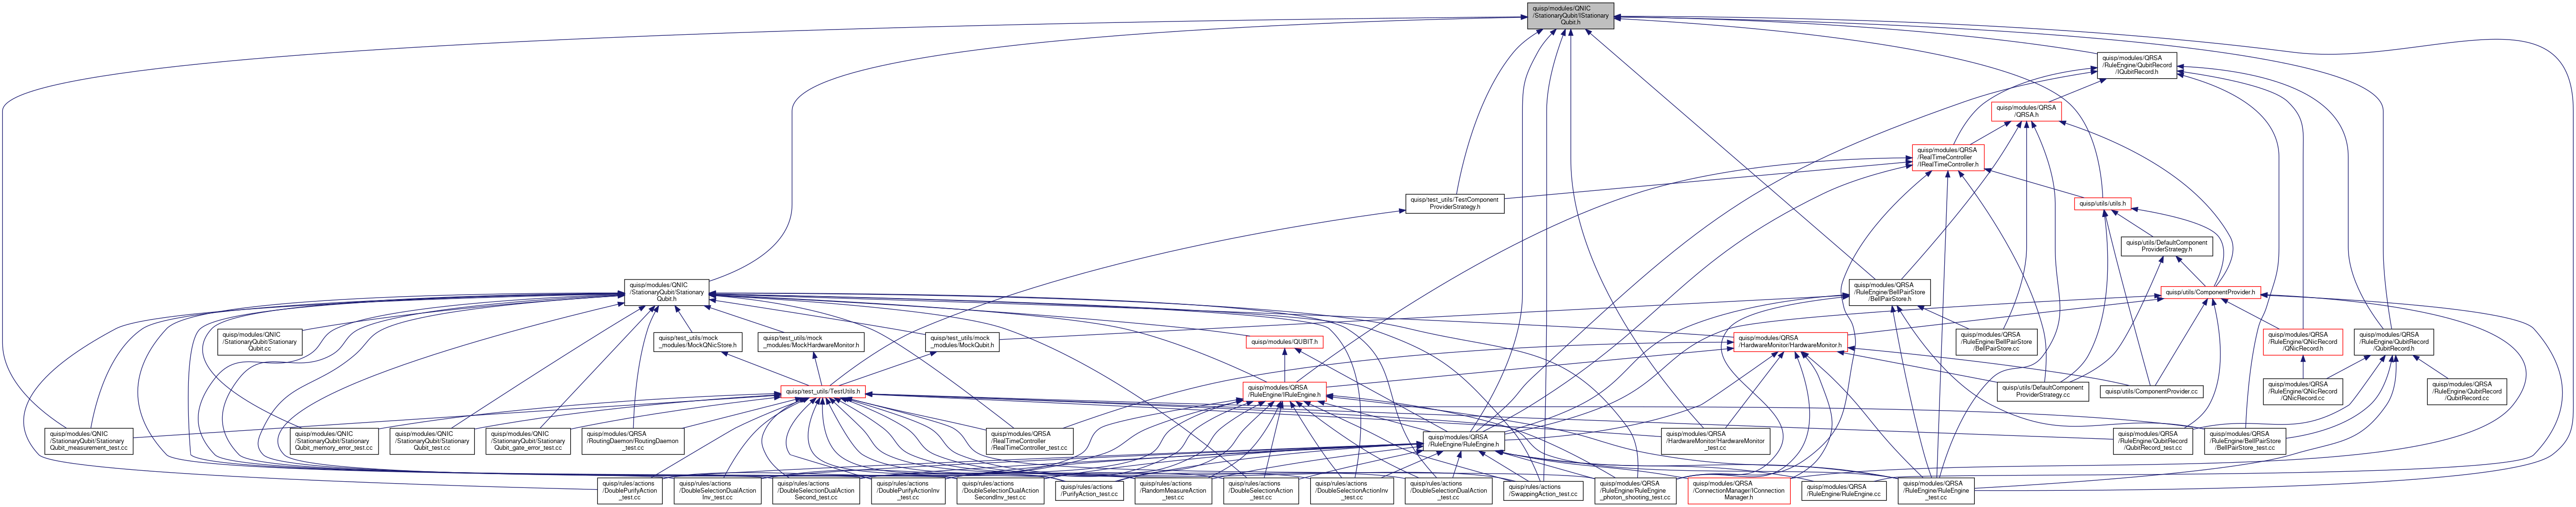 quisp/modules/QNIC
/StationaryQubit/IStationary
Qubit.h
quisp/modules/QRSA
/RuleEngine/QubitRecord
/IQubitRecord.h
quisp/modules/QRSA
/QRSA.h
quisp/modules/QRSA
/RealTimeController
/IRealTimeController.h
quisp/test_utils/TestComponent
ProviderStrategy.h
quisp/utils/utils.h
quisp/utils/DefaultComponent
ProviderStrategy.h
quisp/modules/QNIC
/StationaryQubit/Stationary
Qubit.h
quisp/modules/QRSA
/RuleEngine/BellPairStore
/BellPairStore.h
quisp/utils/ComponentProvider.h
quisp/modules/QNIC
/StationaryQubit/Stationary
Qubit.cc
quisp/test_utils/mock
_modules/MockQNicStore.h
quisp/test_utils/mock
_modules/MockHardwareMonitor.h
quisp/test_utils/mock
_modules/MockQubit.h
quisp/modules/QUBIT.h
quisp/modules/QRSA
/HardwareMonitor/HardwareMonitor.h
quisp/modules/QRSA
/RuleEngine/BellPairStore
/BellPairStore.cc
quisp/modules/QRSA
/RuleEngine/QNicRecord
/QNicRecord.h
quisp/modules/QRSA
/RuleEngine/QubitRecord
/QubitRecord.h
quisp/test_utils/TestUtils.h
quisp/modules/QRSA
/RuleEngine/IRuleEngine.h
quisp/utils/DefaultComponent
ProviderStrategy.cc
quisp/utils/ComponentProvider.cc
quisp/modules/QRSA
/RuleEngine/QNicRecord
/QNicRecord.cc
quisp/modules/QRSA
/RuleEngine/QubitRecord
/QubitRecord.cc
quisp/modules/QNIC
/StationaryQubit/Stationary
Qubit_measurement_test.cc
quisp/modules/QNIC
/StationaryQubit/Stationary
Qubit_memory_error_test.cc
quisp/modules/QNIC
/StationaryQubit/Stationary
Qubit_test.cc
quisp/modules/QNIC
/StationaryQubit/Stationary
Qubit_gate_error_test.cc
quisp/modules/QRSA
/RoutingDaemon/RoutingDaemon
_test.cc
quisp/modules/QRSA
/RealTimeController
/RealTimeController_test.cc
quisp/modules/QRSA
/RuleEngine/RuleEngine.h
quisp/modules/QRSA
/HardwareMonitor/HardwareMonitor
_test.cc
quisp/modules/QRSA
/RuleEngine/QubitRecord
/QubitRecord_test.cc
quisp/modules/QRSA
/RuleEngine/BellPairStore
/BellPairStore_test.cc
quisp/rules/actions
/DoublePurifyAction
_test.cc
quisp/rules/actions
/DoubleSelectionDualAction
Inv_test.cc
quisp/rules/actions
/DoubleSelectionDualAction
Second_test.cc
quisp/rules/actions
/DoublePurifyActionInv
_test.cc
quisp/rules/actions
/DoubleSelectionDualAction
SecondInv_test.cc
quisp/rules/actions
/PurifyAction_test.cc
quisp/rules/actions
/RandomMeasureAction
_test.cc
quisp/rules/actions
/DoubleSelectionAction
_test.cc
quisp/rules/actions
/DoubleSelectionActionInv
_test.cc
quisp/rules/actions
/DoubleSelectionDualAction
_test.cc
quisp/rules/actions
/SwappingAction_test.cc
quisp/modules/QRSA
/RuleEngine/RuleEngine
_photon_shooting_test.cc
quisp/modules/QRSA
/ConnectionManager/IConnection
Manager.h
quisp/modules/QRSA
/RuleEngine/RuleEngine.cc
quisp/modules/QRSA
/RuleEngine/RuleEngine
_test.cc